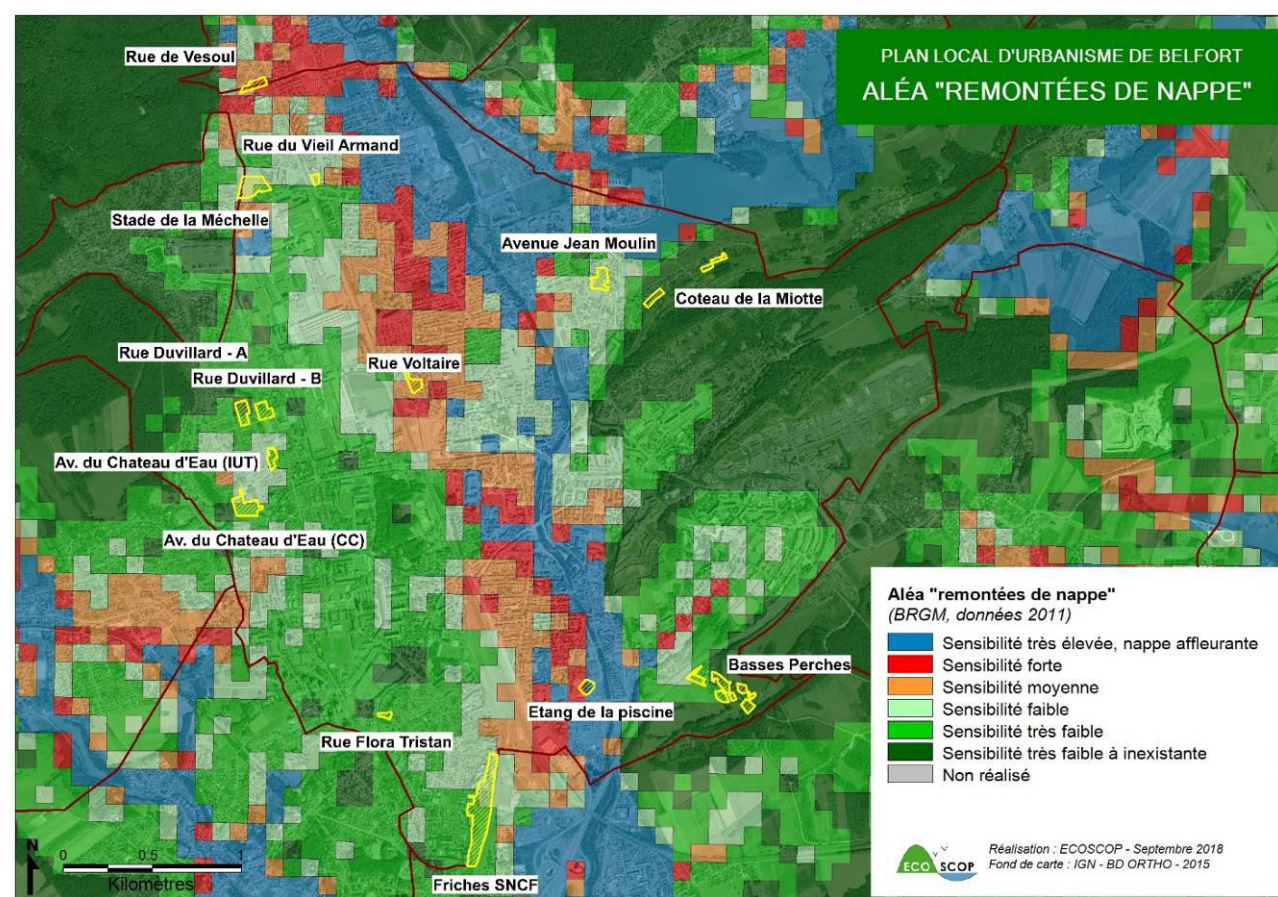 PLAN LOCAL D'URBANISME DE BELFORT
ALÉA "REMONTÉES DE NAPPE"
Rue de Vesoul
Rue du Vieil Armand
Stade de la Méchelle
Avenue Jean Moulin
Coteau de la Miotte
Rue Duvillard - A
Rue Voltaire
Rue Duvillard - B
Av. du Chateau d'Eau (IUT)
Av. du Chateau d'Eau (CC)
Basses Perches
Etang de la piscine
Rue Flora Tristan
Friches SNCF
Aléa "remontées de nappe"
(BRGM, données 2011)
Sensibilité très élevée, nappe affleurante
Sensibilité forte
Sensibilité moyenne
Sensibilité faible
Sensibilité très faible
Sensibilité très faible à inexistante
Non réalisé
N
0 0.5 1
Kilomètres
ECO SCOP
Réalisation : ECOSCOP - Septembre 2018
Fond de carte : IGN - BD ORTHO - 2015